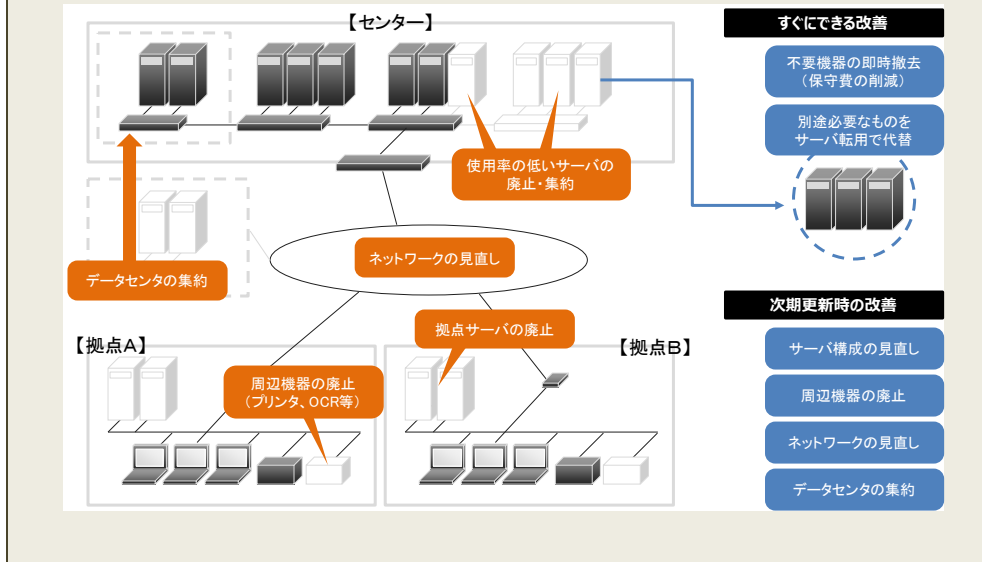 【センター】
使用率の低いサーバの
廃止・集約
データセンタの集約
ネットワークの見直し
【拠点A】
周辺機器の廃止
（プリンタ、OCR等）
拠点サーバの廃止
【拠点B】
すぐにできる改善
不要機器の即時撤去
（保守費の削減）
別途必要なものを
サーバ転用で代替
次期更新時の改善
サーバ構成の見直し
周辺機器の廃止
ネットワークの見直し
データセンタの集約